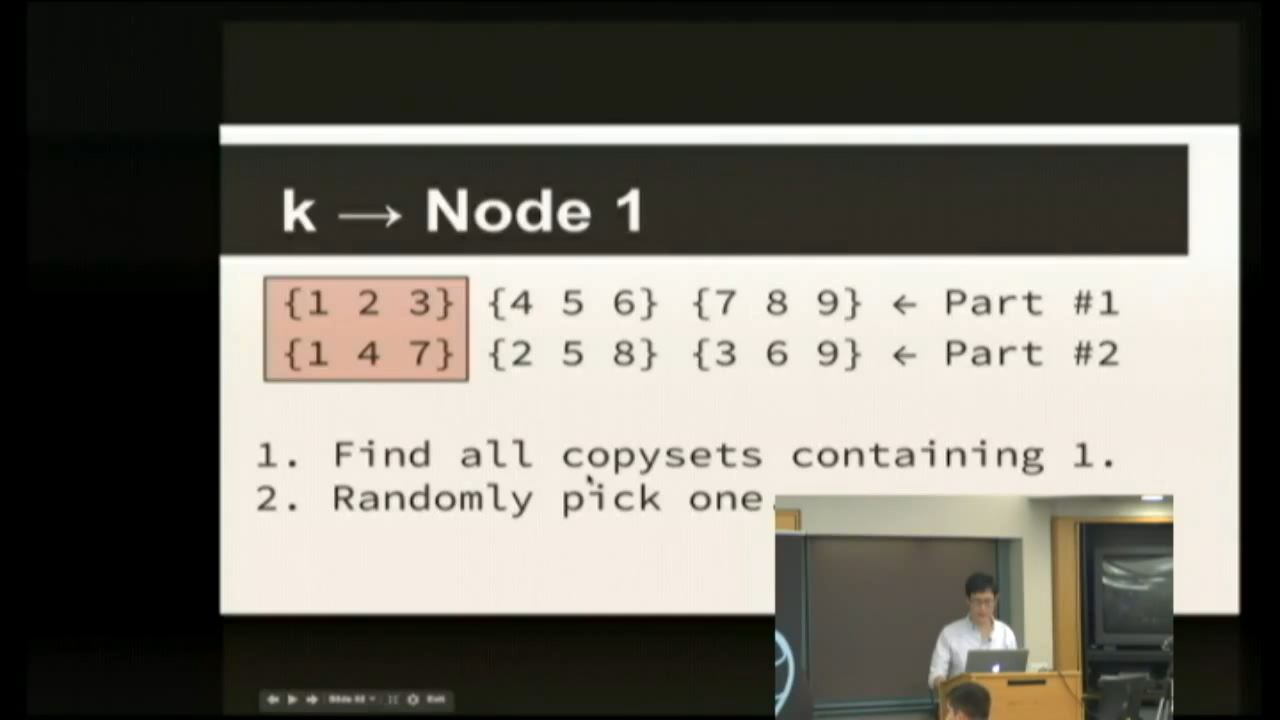 k → Node 1
{1 2 3} {4 5 6} {7 8 9} ← Part #1
{1 4 7} {2 5 8} {3 6 9} ← Part #2
1. Find all copysets containing 1.
2. Randomly pick one.
Exit